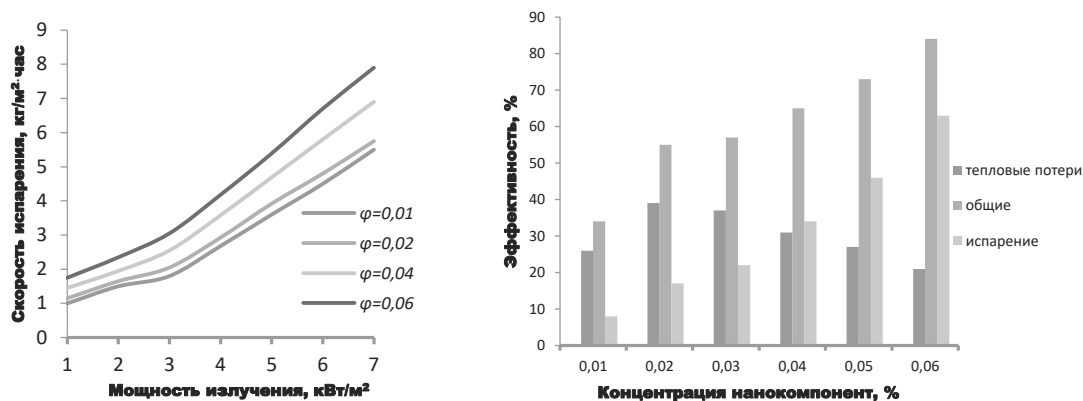 Скорость испарения, кг/м²·час
9
8
7
6
5
4
3
2
1
0
φ=0,01
φ=0,02
φ=0,04
φ=0,06
1 2 3 4 5 6 7
Мощность излучения, кВт/м²
Эффективность, %
90
80
70
60
50
40
30
20
10
0
тепловые потери
общие
испарение
0,01 0,02 0,03 0,04 0,05 0,06
Концентрация нанокомпонент, %